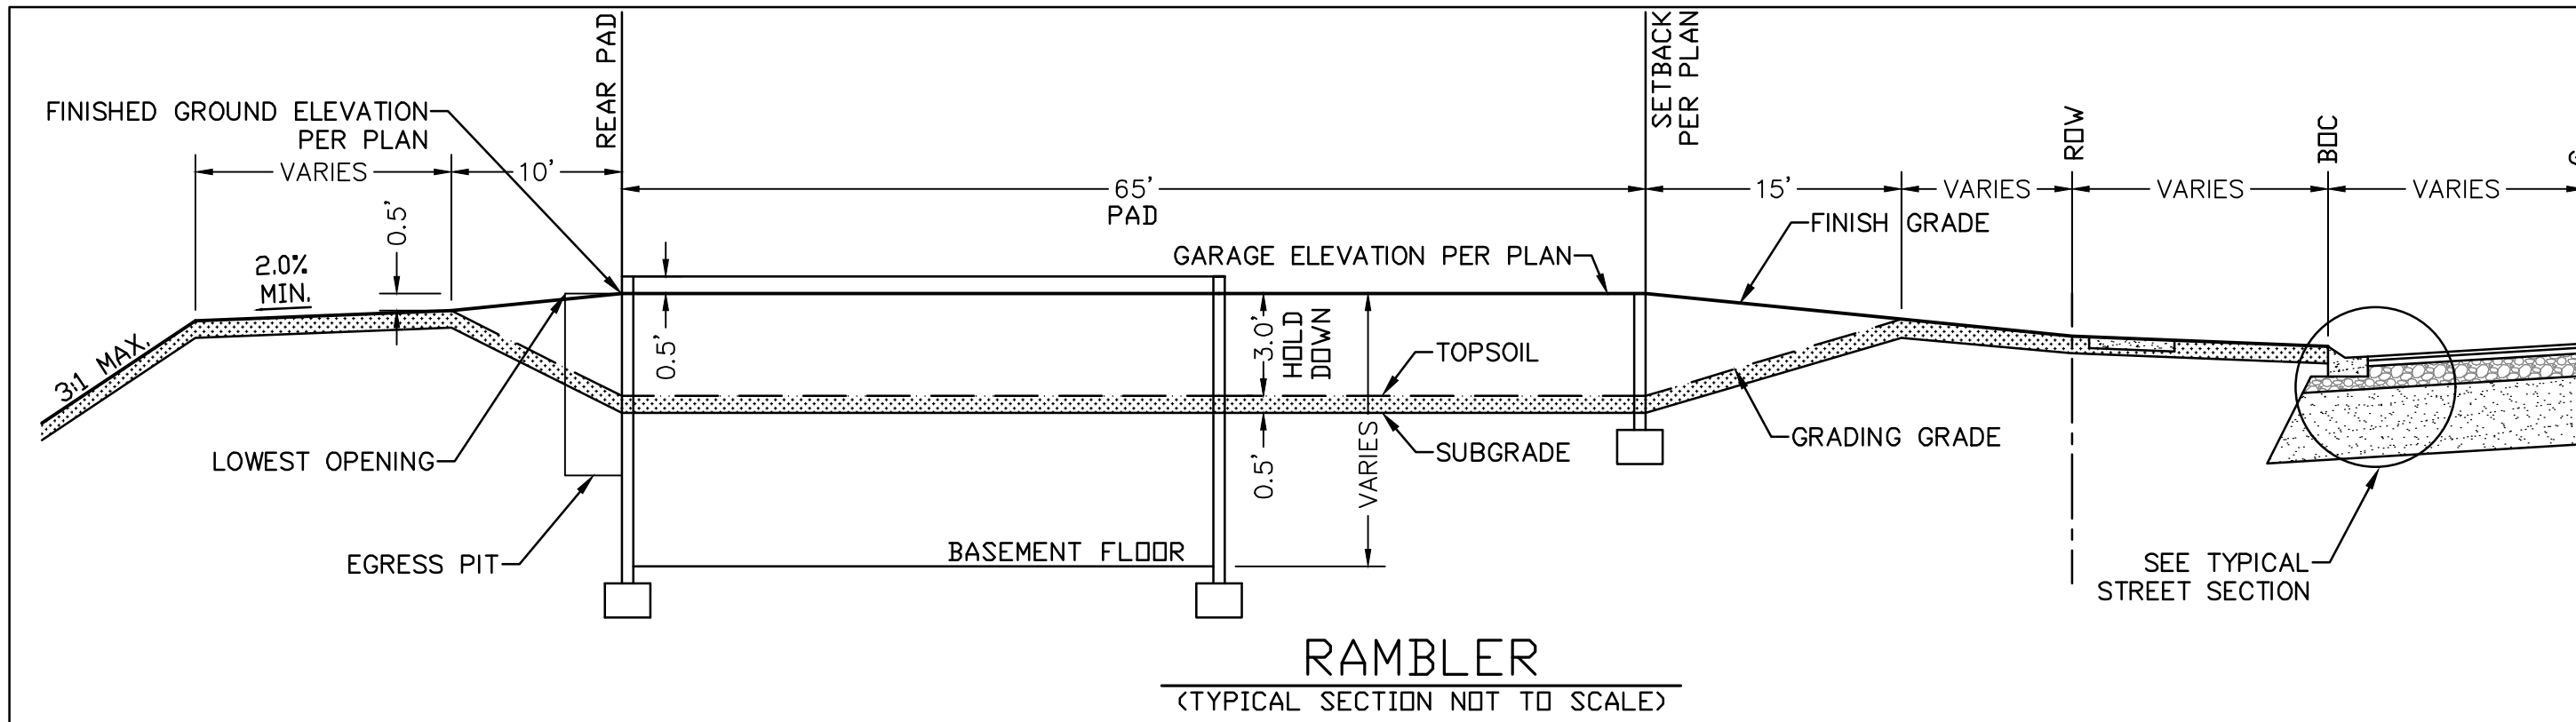 REAR PAD
SETBACK
PER PLAN
FINISHED GROUND ELEVATION
PER PLAN
ROW
BOC
VARIES
10'
65'
PAD
15'
VARIES
VARIES
VARIES
0.5'
FINISH GRADE
GARAGE ELEVATION PER PLAN
2.0%
MIN.
3:1 MAX.
0.5'
3.0'
HOLD
DOWN
TOPSOIL
LOWEST OPENING
0.5'
VARIES
SUBGRADE
GRADING GRADE
EGRESS PIT
BASEMENT FLOOR
SEE TYPICAL
STREET SECTION
RAMBLER
(TYPICAL SECTION NOT TO SCALE)